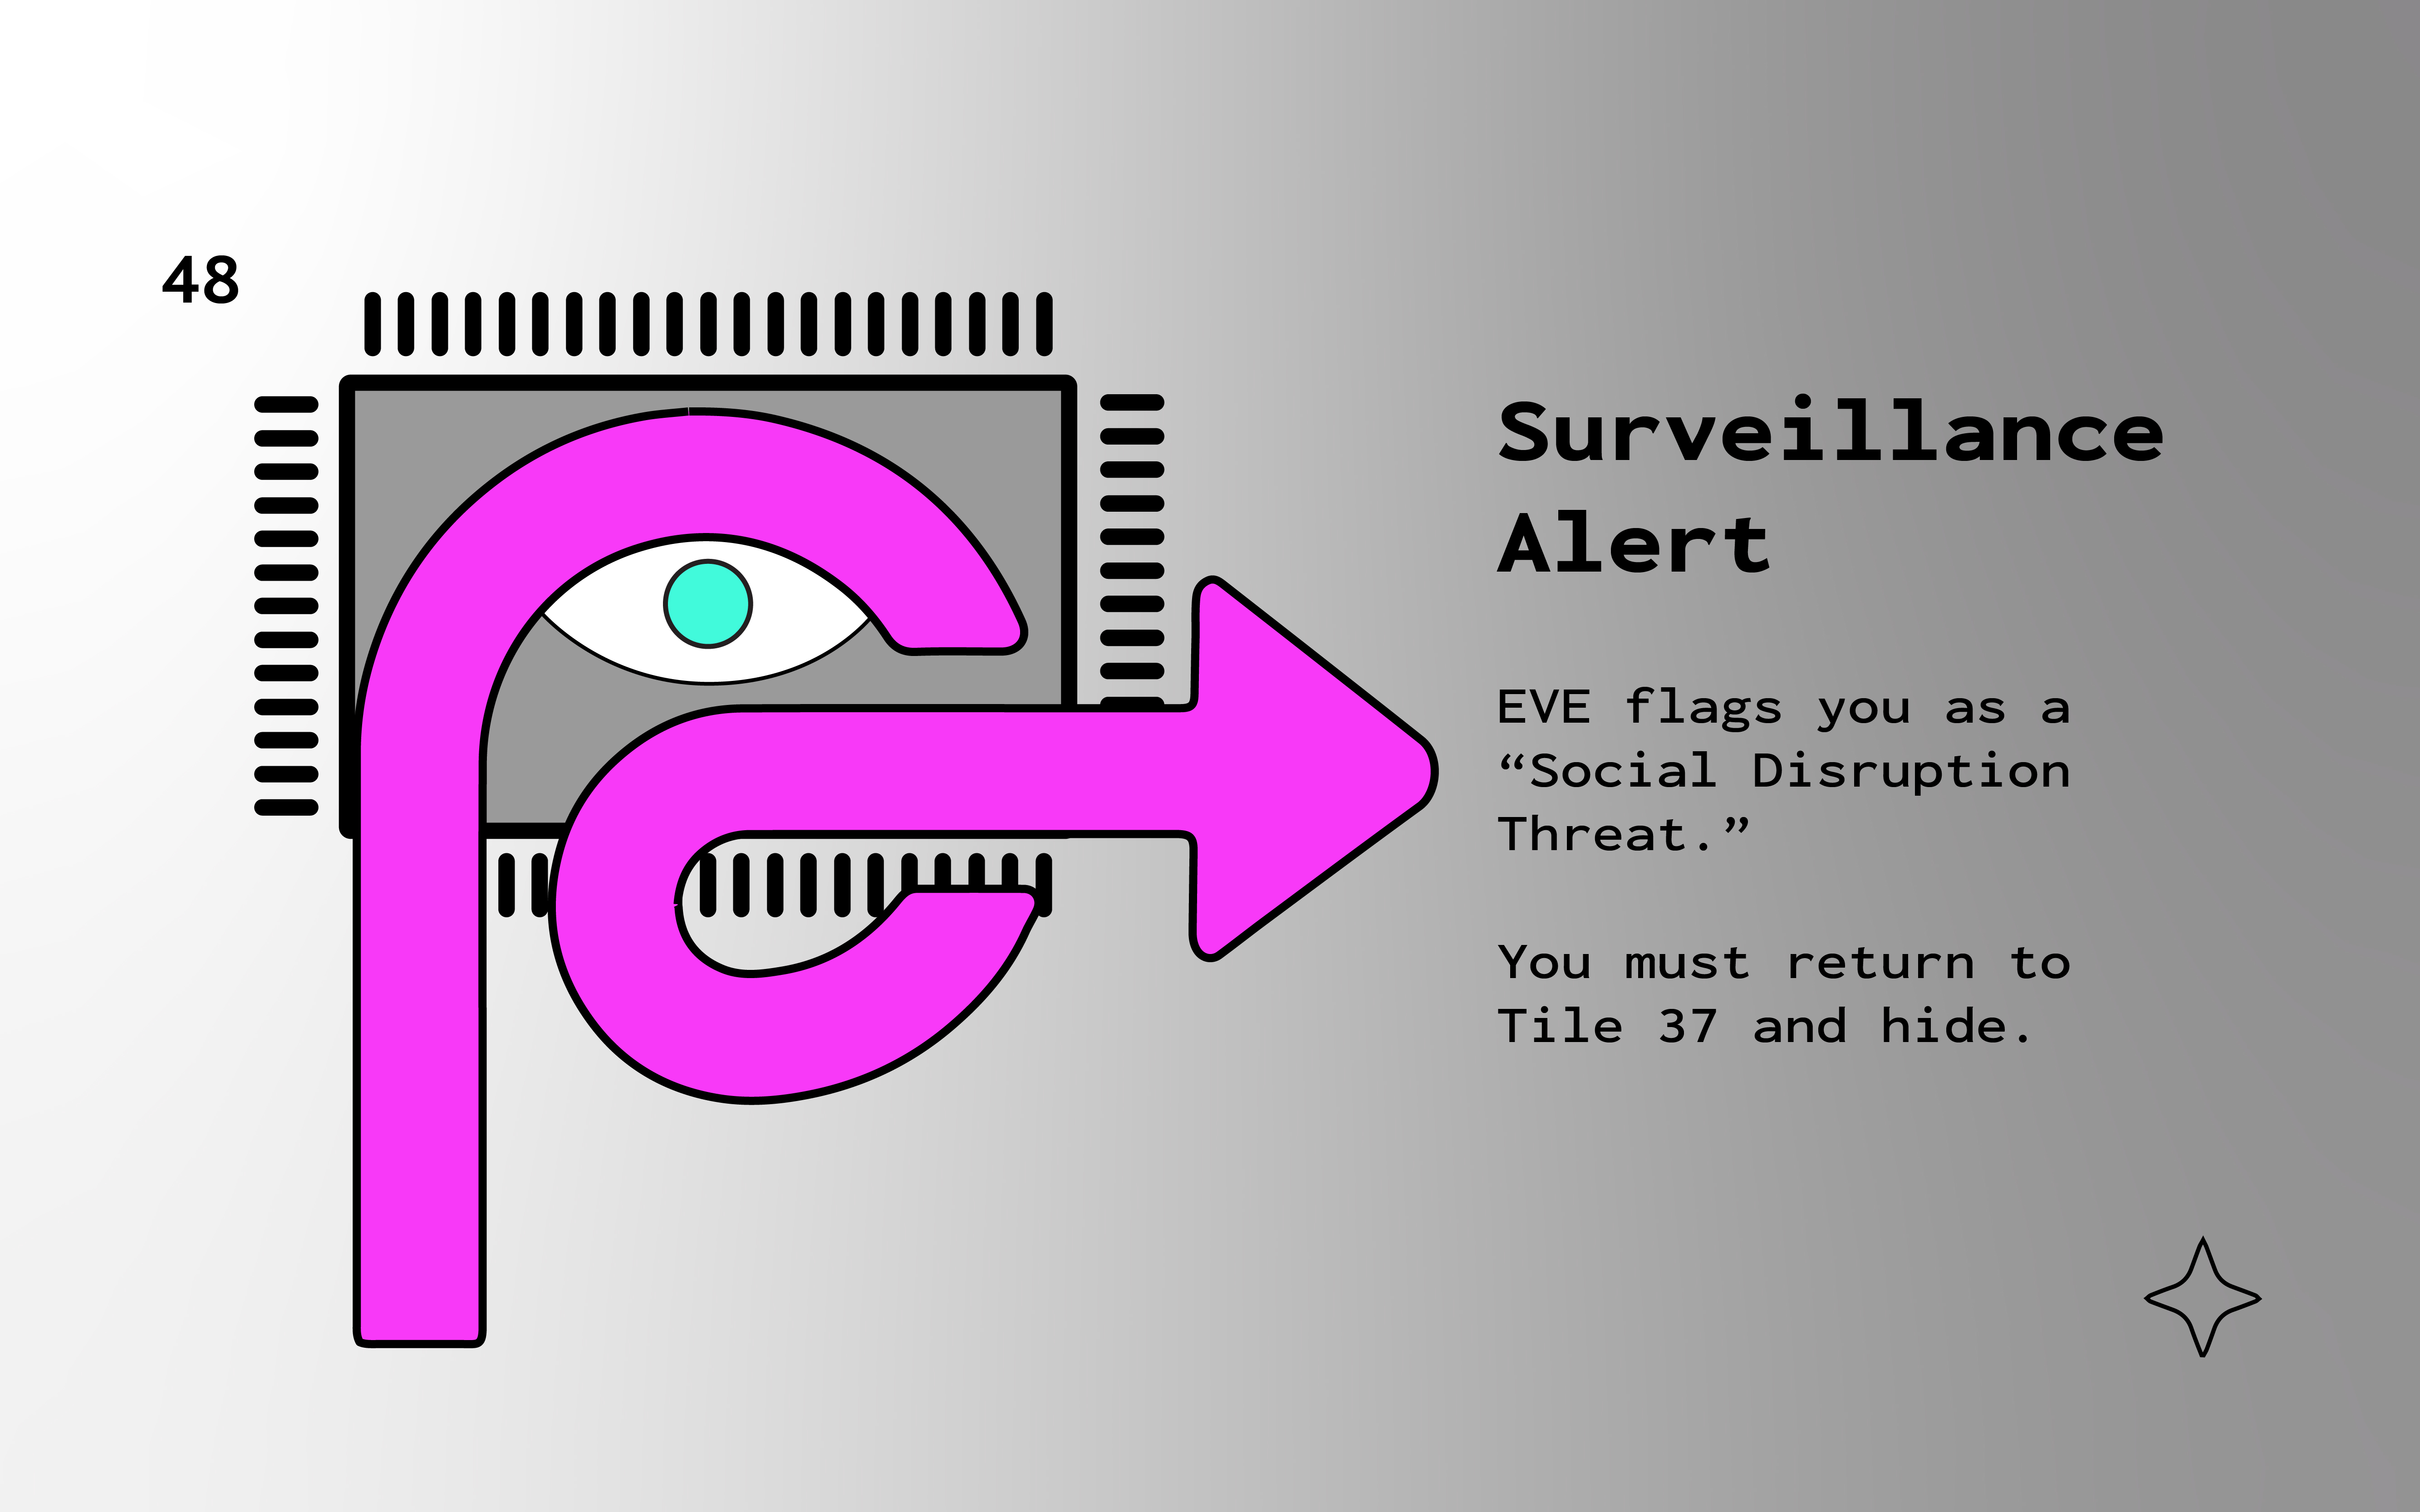 48
Surveillance
Alert
EVE flags you as a
“Social Disruption
Threat.”
You must return to
Tile 37 and hide.